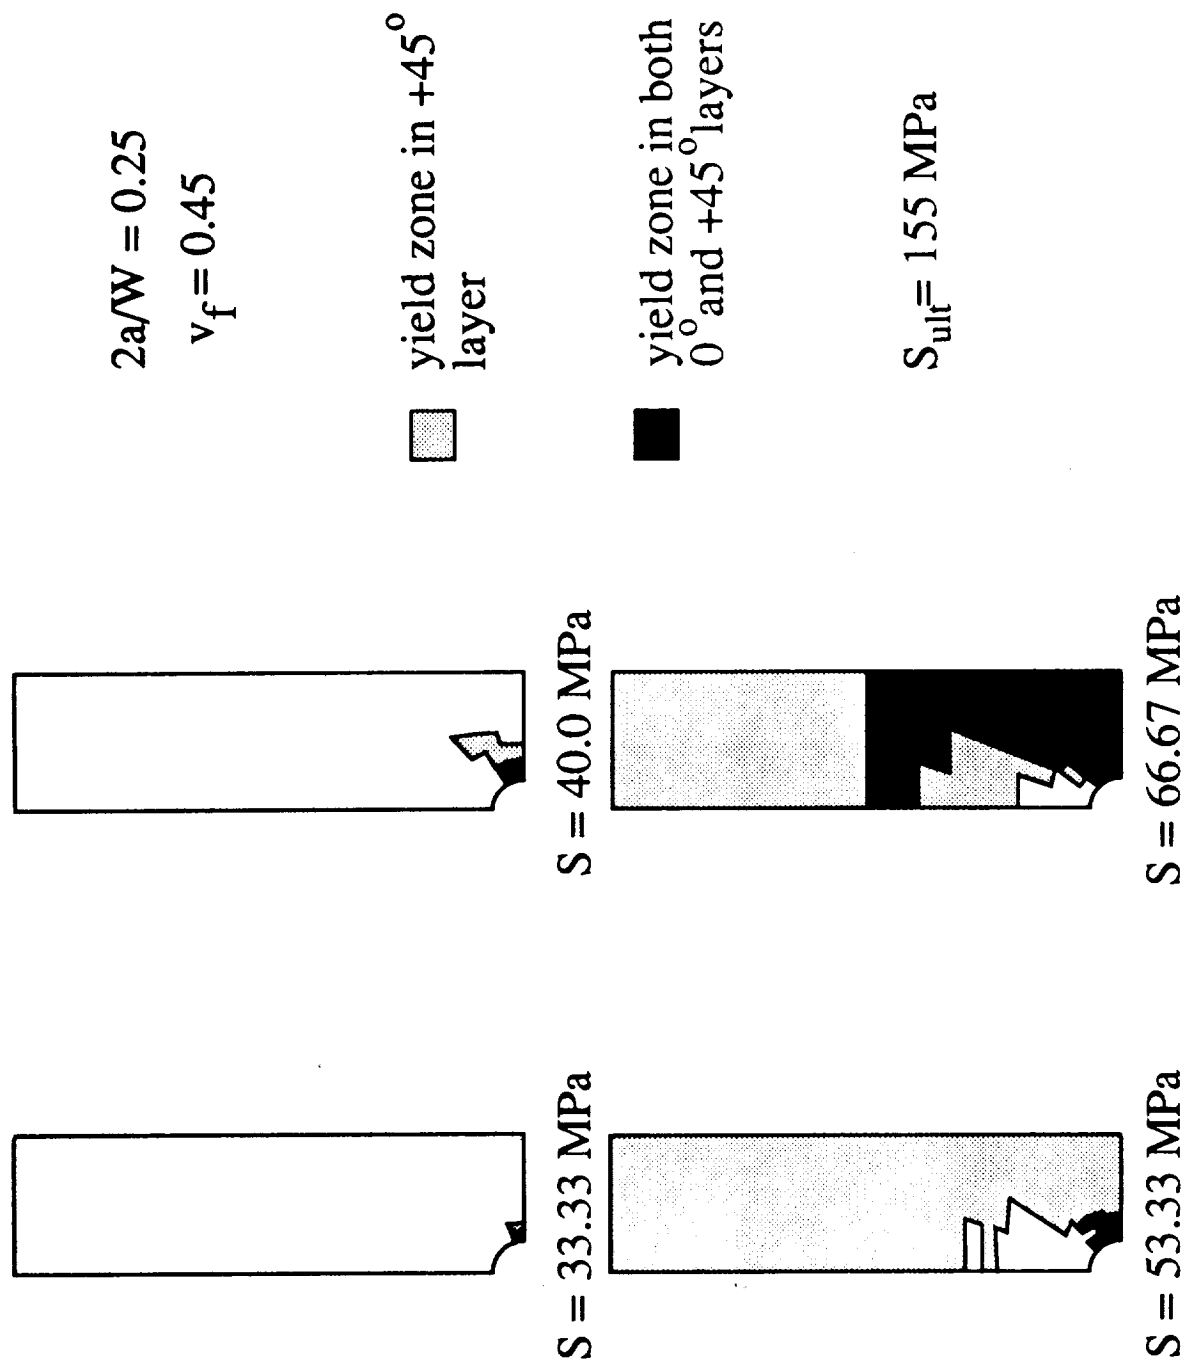 2a/W = 0.25
v_f = 0.45
yield zone in +45°
layer
yield zone in both
0° and +45° layers
S_ult = 155 MPa
S = 40.0 MPa
S = 66.67 MPa
S = 33.33 MPa
S = 53.33 MPa